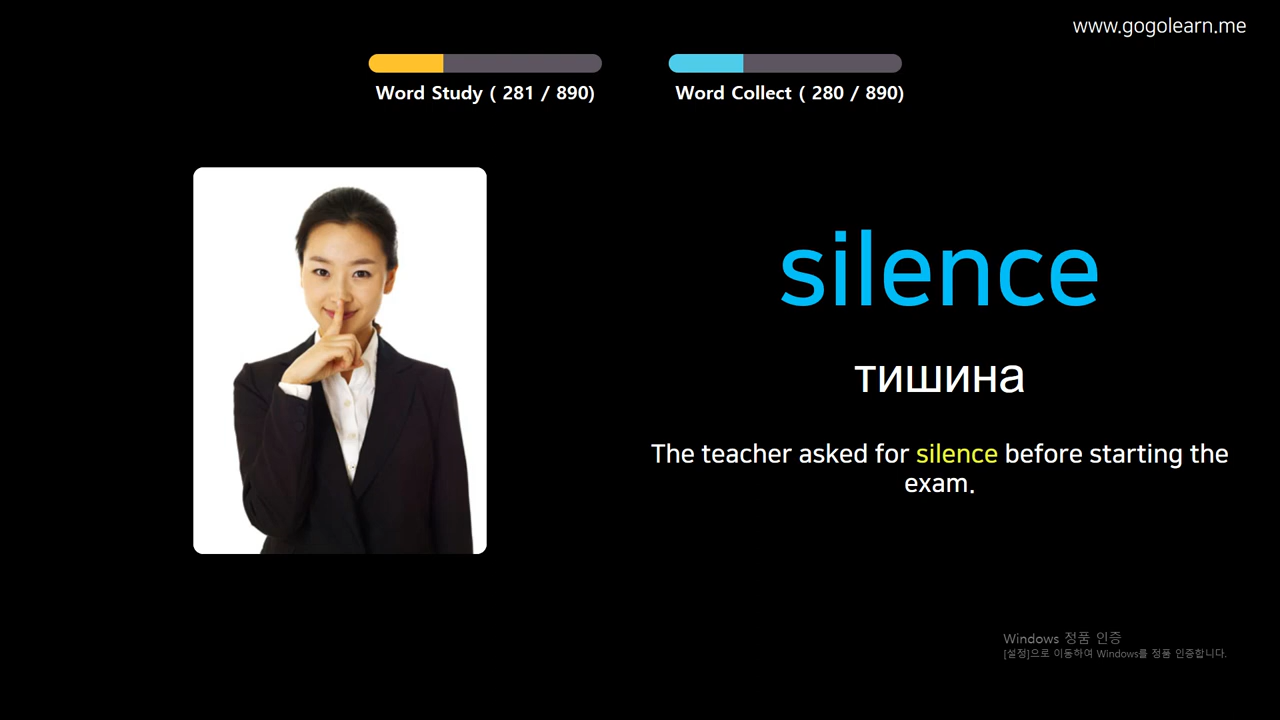 www.gogolearn.me
Word Study ( 281 / 890)
Word Collect ( 280 / 890)
silence
тишина
The teacher asked for silence before starting the
exam.
Windows 정품 인증
[설정]으로 이동하여 Windows를 정품 인증합니다.